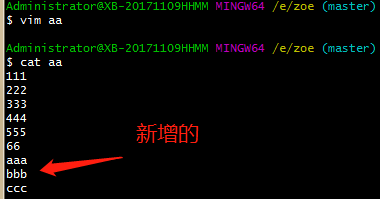 Administrator@XB-20171109HHMM MINGW64 /e/zoe (master)
$ vim aa
Administrator@XB-20171109HHMM MINGW64 /e/zoe (master)
$ cat aa
111
222
333
444
555
66
新增的
aaa
bbb
ccc